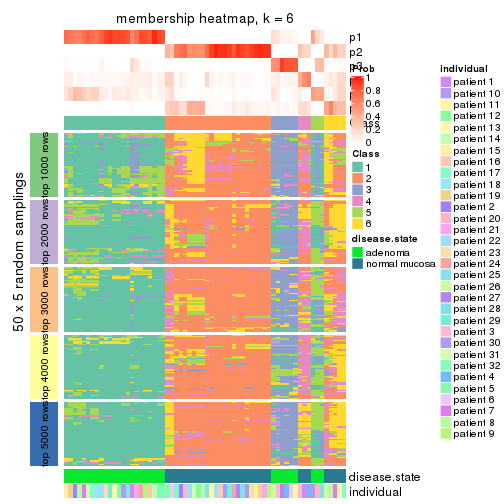 membership heatmap, k = 6
p1
p2
Prob
1
0.8
0.6
0.4
0.2
0
Class
1
2
3
4
5
6
disease.state
adenoma
normal mucosa
individual
patient 1
patient 10
patient 11
patient 12
patient 13
patient 14
patient 15
patient 16
patient 17
patient 18
patient 19
patient 2
patient 20
patient 21
patient 22
patient 23
patient 24
patient 25
patient 26
patient 27
patient 28
patient 29
patient 3
patient 30
patient 31
patient 32
patient 4
patient 5
patient 6
patient 7
patient 8
patient 9
50 x 5 random samplings
top 1000 rows
top 2000 rows
top 3000 rows
top 4000 rows
top 5000 rows
disease.state
individual